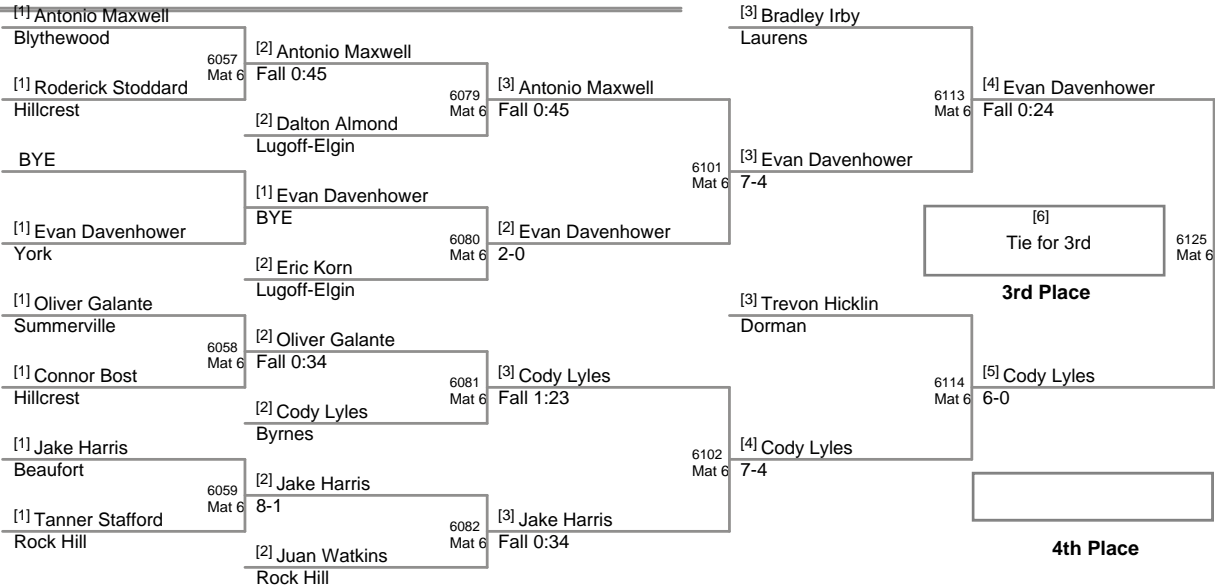 [1] Antonio Maxwell
Blythewood
6057
Mat 6
[1] Roderick Stoddard
Hillcrest
BYE
[1] Evan Davenhower
York
[1] Oliver Galante
Summerville
6058
Mat 6
[1] Connor Bost
Hillcrest
[1] Jake Harris
Beaufort
6059
Mat 6
[1] Tanner Stafford
Rock Hill
[2] Antonio Maxwell
Fall 0:45
6079
Mat 6
[2] Dalton Almond
Lugoff-Elgin
[1] Evan Davenhower
BYE
6080
Mat 6
[2] Eric Korn
Lugoff-Elgin
[2] Oliver Galante
Fall 0:34
6081
Mat 6
[2] Cody Lyles
Byrnes
[2] Jake Harris
8-1
6082
Mat 6
[2] Juan Watkins
Rock Hill
[3] Antonio Maxwell
Fall 0:45
6101
Mat 6
[2] Evan Davenhower
2-0
[3] Cody Lyles
Fall 1:23
6102
Mat 6
[3] Jake Harris
Fall 0:34
[3] Bradley Irby
Laurens
6113
Mat 6
[3] Evan Davenhower
7-4
[3] Trevon Hicklin
Dorman
6114
Mat 6
[4] Cody Lyles
7-4
[4] Evan Davenhower
Fall 0:24
[6]
Tie for 3rd
6125
Mat 6
3rd Place
[5] Cody Lyles
6-0
4th Place